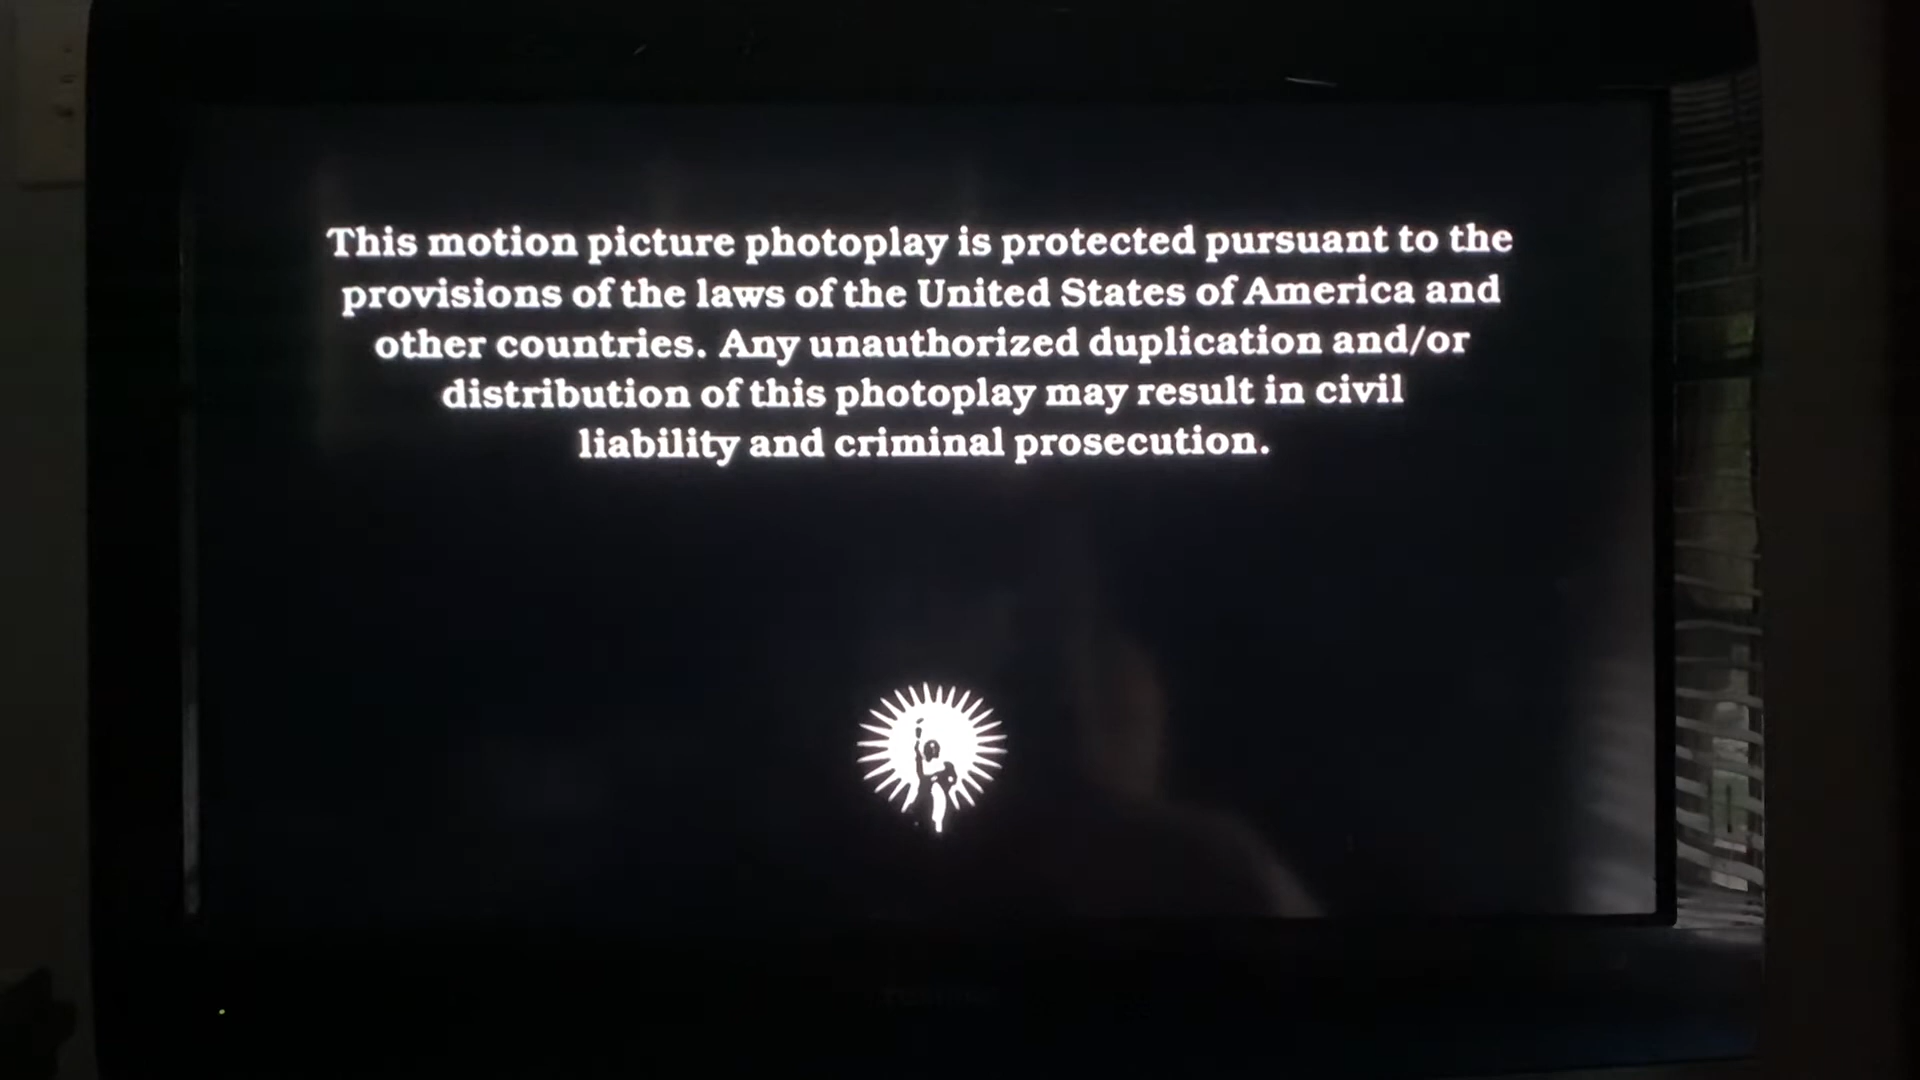 This motion picture photoplay is protected pursuant to the
provisions of the laws of the United States of America and
other countries. Any unauthorized duplication and/or
distribution of this photoplay may result in civil
liability and criminal prosecution.